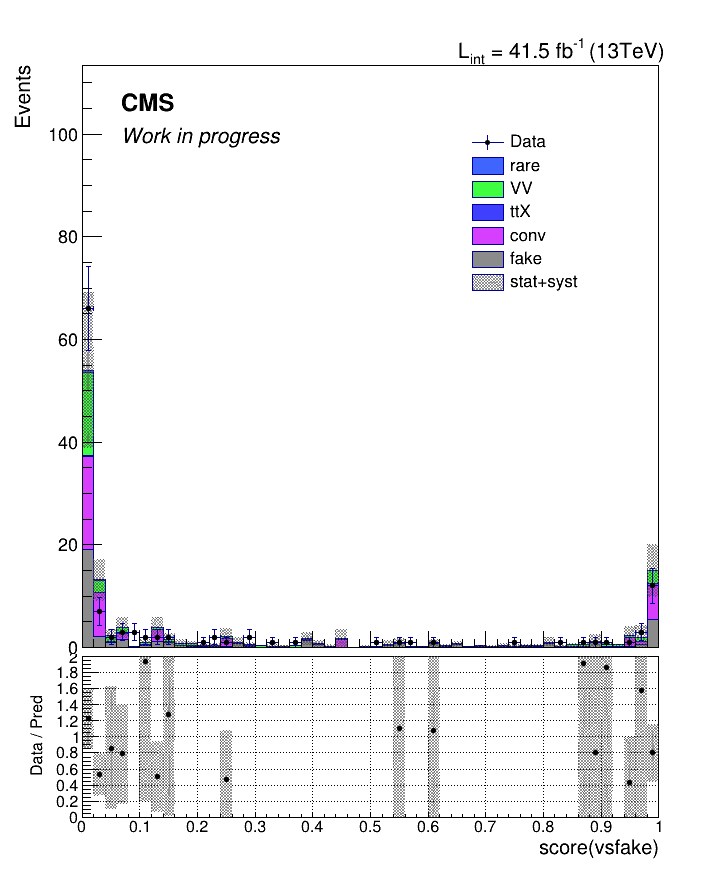 L_int = 41.5 fb^-1 (13TeV)
Events
CMS
Work in progress
100
80
60
40
20
0
Data
rare
VV
ttX
conv
fake
stat+syst
Data / Pred
2
1.8
1.6
1.4
1.2
1
0.8
0.6
0.4
0.2
0
0 0.1 0.2 0.3 0.4 0.5 0.6 0.7 0.8 0.9 1
score(vsfake)